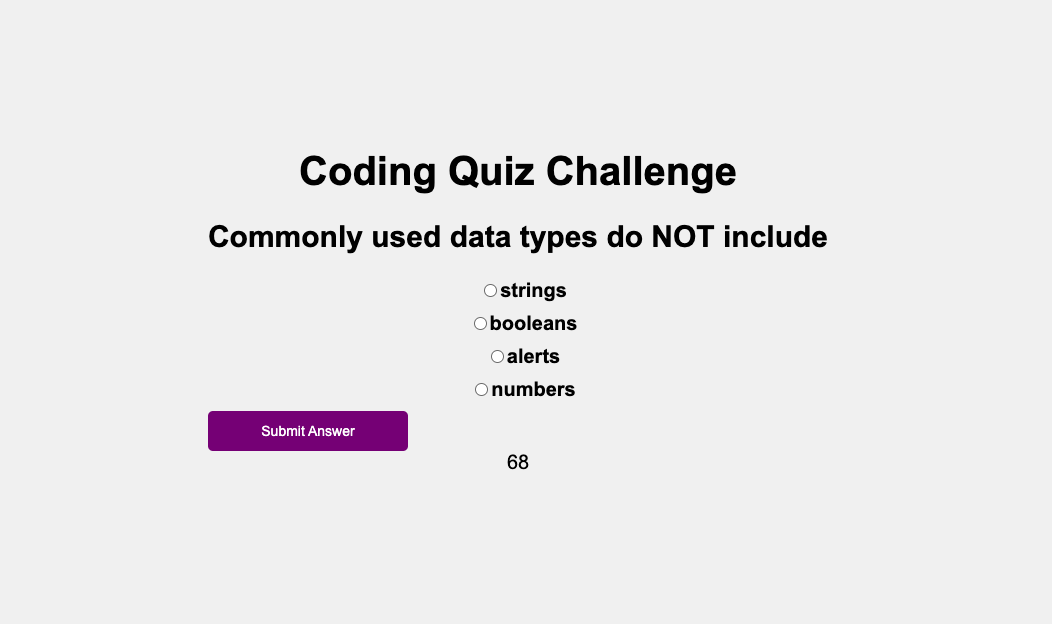 Coding Quiz Challenge
Commonly used data types do NOT include
strings
booleans
alerts
numbers
Submit Answer
68